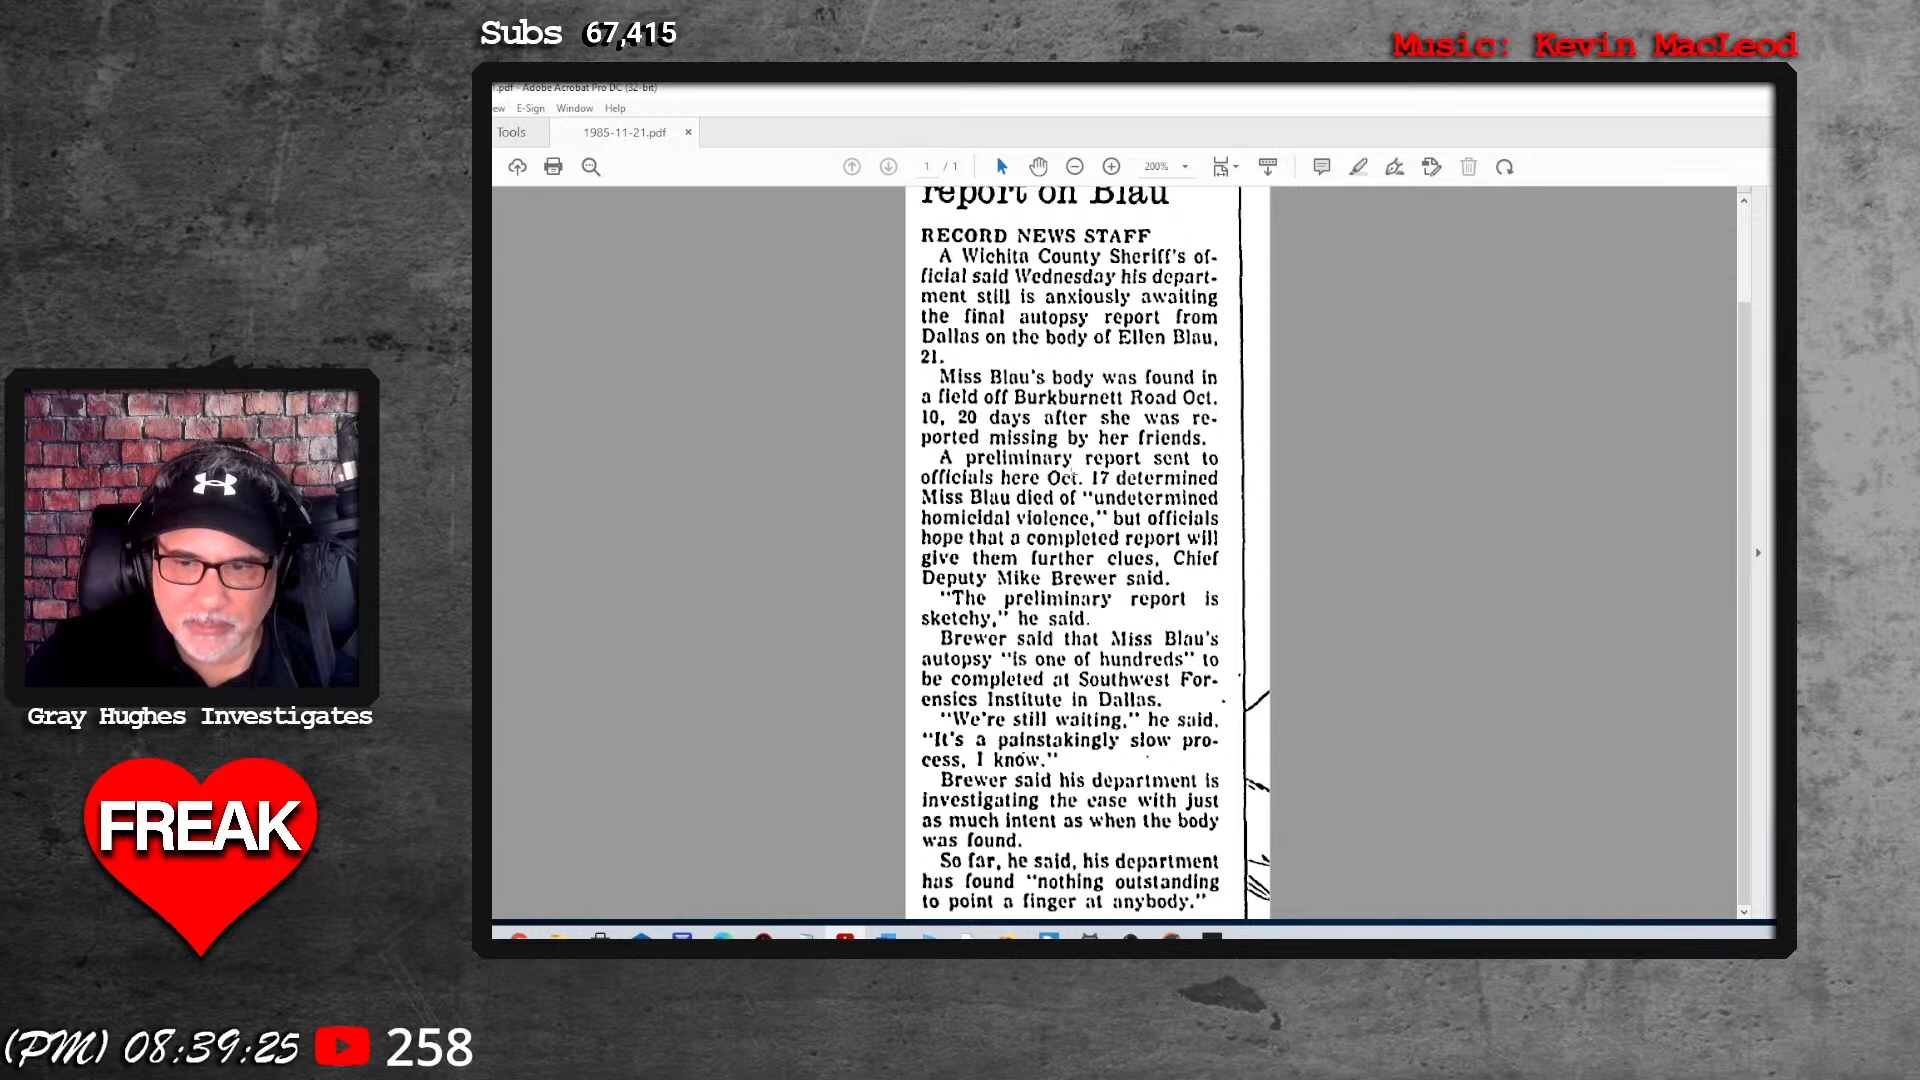 Subs 67,415
Music: Kevin MacLeod
1.pdf - Adobe Acrobat Pro DC (32-bit)
ew E-Sign Window Help
Tools 1985-11-21.pdf ×
1 / 1 200%
report on Blau
RECORD NEWS STAFF
A Wichita County Sheriff's of-
ficial said Wednesday his depart-
ment still is anxiously awaiting
the final autopsy report from
Dallas on the body of Ellen Blau,
21.
Miss Blau's body was found in
a field off Burkburnett Road Oct.
10, 20 days after she was re-
ported missing by her friends.
A preliminary report sent to
officials here Oct. 17 determined
Miss Blau died of "undetermined
homicidal violence," but officials
hope that a completed report will
give them further clues, Chief
Deputy Mike Brewer said.
"The preliminary report is
sketchy," he said.
Brewer said that Miss Blau's
autopsy "is one of hundreds" to
be completed at Southwest For-
ensics Institute in Dallas.
"We're still waiting," he said.
"It's a painstakingly slow pro-
cess, I know."
Brewer said his department is
investigating the case with just
as much intent as when the body
was found.
So far, he said, his department
has found "nothing outstanding
to point a finger at anybody."
Gray Hughes Investigates
FREAK
(PM) 08:39:25 258